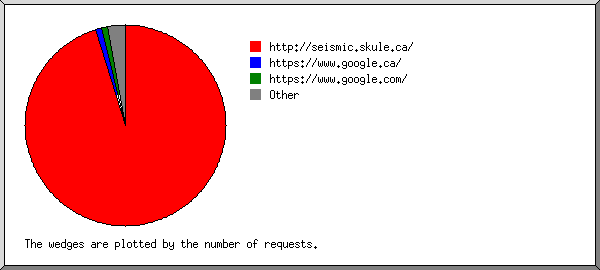 http://seismic.skule.ca/
https://www.google.ca/
https://www.google.com/
Other
The wedges are plotted by the number of requests.